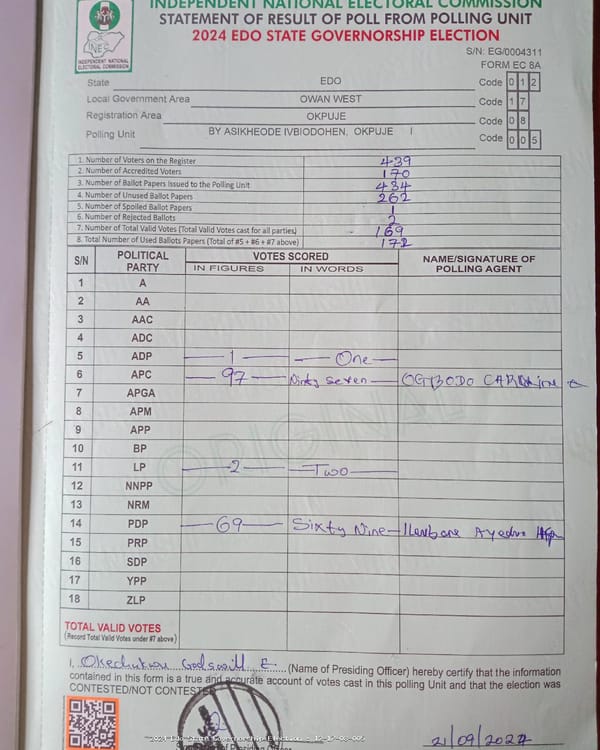 INDEPENDENT NATIONAL ELECTORAL COMMISSION
STATEMENT OF RESULT OF POLL FROM POLLING UNIT
2024 EDO STATE GOVERNORSHIP ELECTION
INEC
INDEPENDENT NATIONAL
ELECTORAL COMMISSION
S/N: EG/0004311
FORM EC 8A
State EDO Code 0 1 2
Local Government Area OWAN WEST Code 1 7
Registration Area OKPUJE Code 0 8
Polling Unit BY ASIKHEODE IVBIODOHEN, OKPUJE I Code 0 0 5
1. Number of Voters on the Register 439
2. Number of Accredited Voters 170
3. Number of Ballot Papers Issued to the Polling Unit 434
4. Number of Unused Ballot Papers 262
5. Number of Spoiled Ballot Papers 1
6. Number of Rejected Ballots 2
7. Number of Total Valid Votes (Total Valid Votes cast for all parties) 169
8. Total Number of Used Ballots Papers (Total of #5 + #6 + #7 above) 172
S/N POLITICAL PARTY VOTES SCORED NAME/SIGNATURE OF POLLING AGENT
IN FIGURES IN WORDS
1 A
2 AA
3 AAC
4 ADC
5 ADP 1 One
6 APC 97 Ninty Seven OGBODO
7 APGA
8 APM
9 APP
10 BP
11 LP 2 Two
12 NNPP
13 NRM
14 PDP 69 Sixty Nine
15 PRP
16 SDP
17 YPP
18 ZLP
ORIGINAL
TOTAL VALID VOTES
(Record Total Valid Votes under #7 above)
I, Okechukwu Godswill E. (Name of Presiding Officer) hereby certify that the information
contained in this form is a true and accurate account of votes cast in this polling Unit and that the election was
CONTESTED/NOT CONTESTED
2024 Edo State Governorship Election - 12-17-08-005
21/09/2024